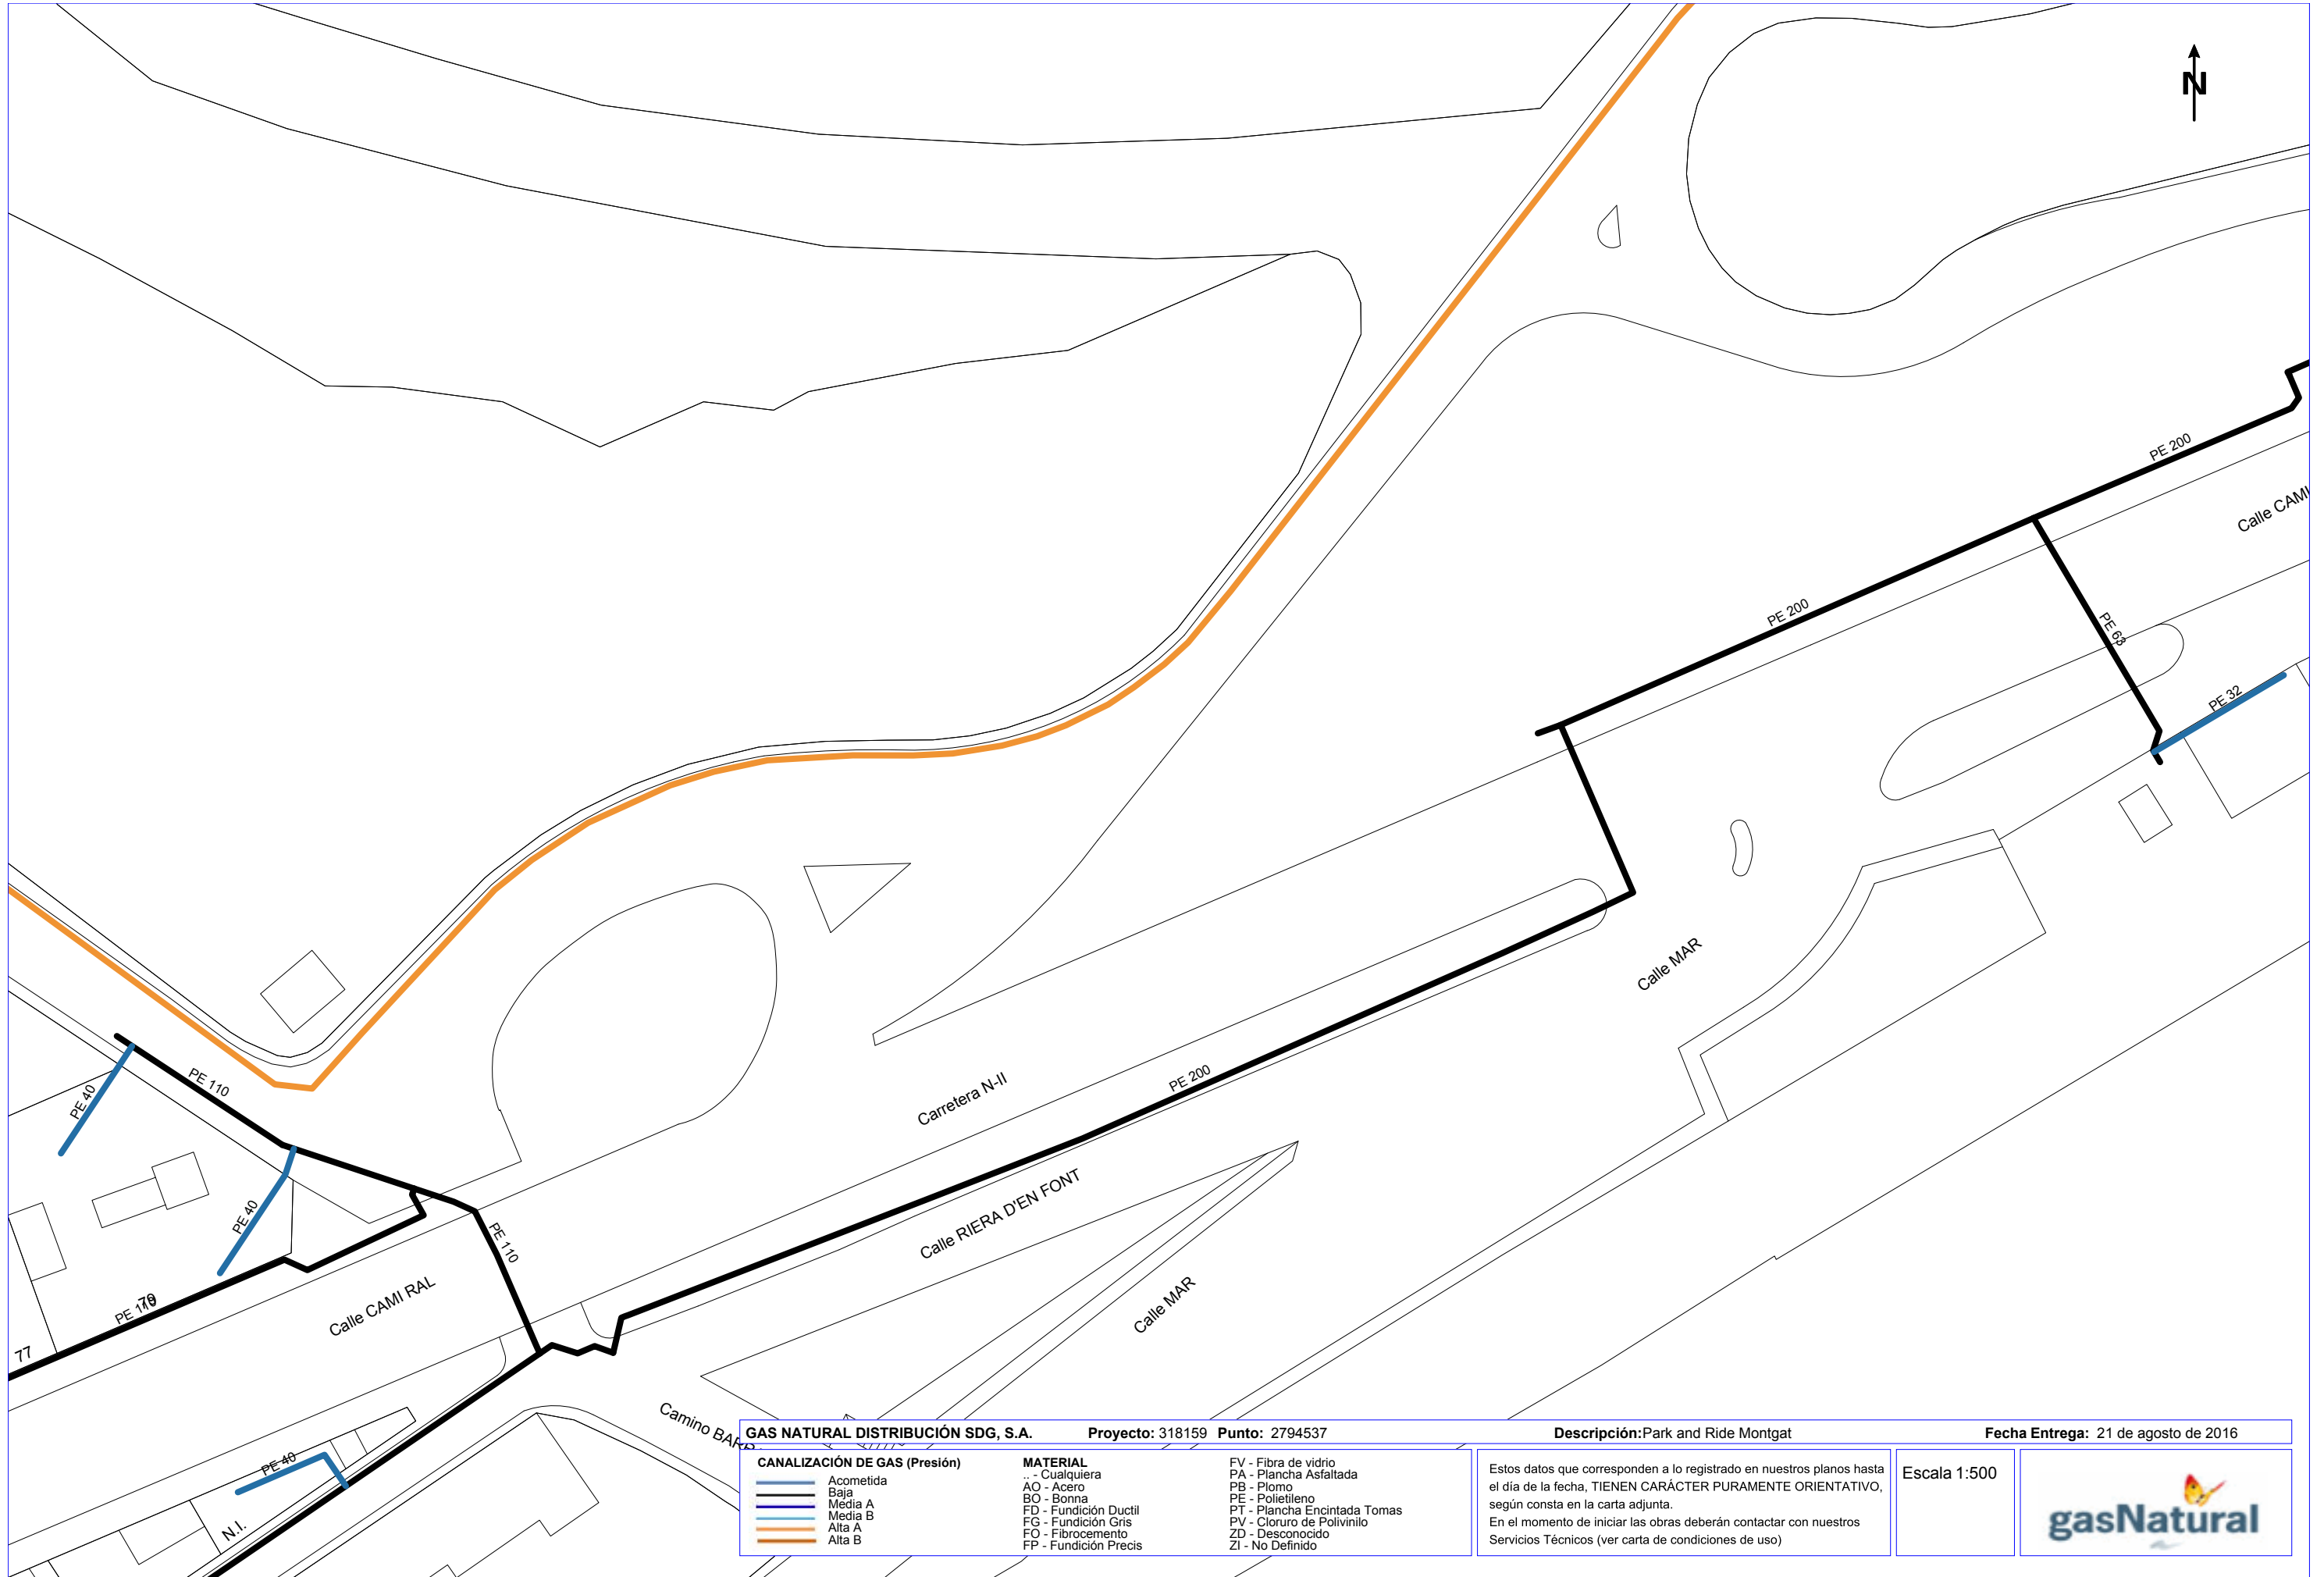 N
PE 200
Calle CAMI
PE 200
PE 63
PE 32
Calle MAR
PE 110
PE 40
Carretera N-II
PE 200
PE 40
PE 110
Calle RIERA D'EN FONT
Calle CAMI RAL
PE 110
79
77
Calle MAR
Camino BARR
PE 40
N.I.
GAS NATURAL DISTRIBUCIÓN SDG, S.A. Proyecto: 318159 Punto: 2794537 Descripción:Park and Ride Montgat Fecha Entrega: 21 de agosto de 2016
CANALIZACIÓN DE GAS (Presión)
Acometida
Baja
Media A
Media B
Alta A
Alta B
MATERIAL
.. - Cualquiera
AO - Acero
BO - Bonna
FD - Fundición Ductil
FG - Fundición Gris
FO - Fibrocemento
FP - Fundición Precis
FV - Fibra de vidrio
PA - Plancha Asfaltada
PB - Plomo
PE - Polietileno
PT - Plancha Encintada Tomas
PV - Cloruro de Polivinilo
ZD - Desconocido
ZI - No Definido
Estos datos que corresponden a lo registrado en nuestros planos hasta
el día de la fecha, TIENEN CARÁCTER PURAMENTE ORIENTATIVO,
según consta en la carta adjunta.
En el momento de iniciar las obras deberán contactar con nuestros
Servicios Técnicos (ver carta de condiciones de uso)
Escala 1:500
gasNatural